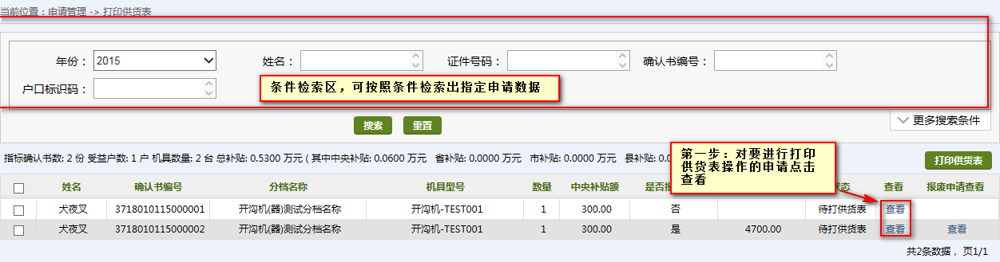 当前位置：申请管理 -> 打印供货表
年份： 2015 姓名： 证件号码： 确认书编号：
户口标识码：
条件检索区，可按照条件检索出指定申请数据
搜索 重置
更多搜索条件
指标确认书数: 2 份 受益户数: 1 户 机具数量: 2 台 总补贴: 0.5300 万元 ( 其中中央补贴: 0.0600 万元 省补贴: 0.0000 万元 市补贴: 0.0000 万元 县补贴: 0.0
打印供货表
第一步：对要进行打印
供货表操作的申请点击
查看
姓名 确认书编号 分档名称 机具型号 数量 中央补贴额 是否报 状态 查看 报废申请查看
犬夜叉 3718010115000001 开沟机(器)测试分档名称 开沟机-TEST001 1 300.00 否 待打供货表 查看
犬夜叉 3718010115000002 开沟机(器)测试分档名称 开沟机-TEST001 1 300.00 是 4700.00 待打供货表 查看 查看
共2条数据 ，页1/1